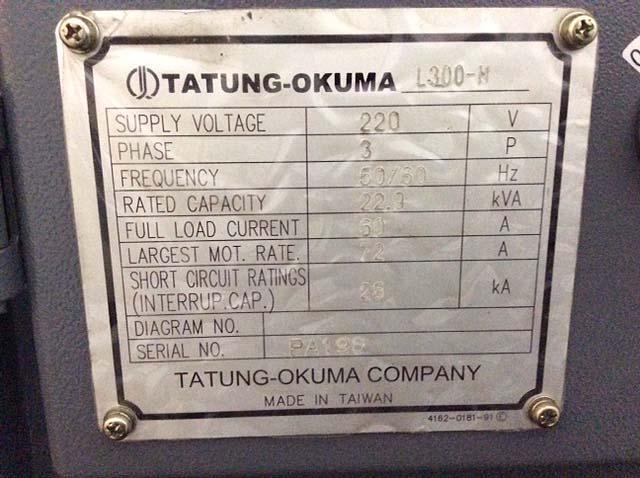 TATUNG-OKUMA L300-M
SUPPLY VOLTAGE 220 V
PHASE 3 P
FREQUENCY 50/60 Hz
RATED CAPACITY kVA
FULL LOAD CURRENT A
LARGEST MOT. RATE. 72 A
SHORT CIRCUIT RATINGS
(INTERRUP.CAP.) kA
DIAGRAM NO.
SERIAL NO.
TATUNG-OKUMA COMPANY
MADE IN TAIWAN
4162-0181-91